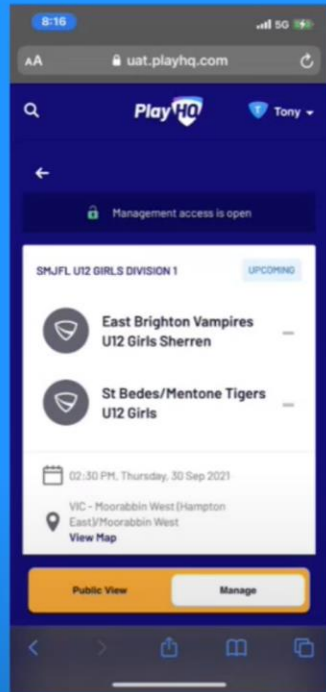 8:16
5G
AA
uat.playhq.com
PlayHQ
Tony
Management access is open
SMJFL U12 GIRLS DIVISION 1
UPCOMING
East Brighton Vampires
U12 Girls Sherren
St Bedes/Mentone Tigers
U12 Girls
02:30 PM, Thursday, 30 Sep 2021
VIC - Moorabbin West (Hampton
East)/Moorabbin West
View Map
Public View
Manage